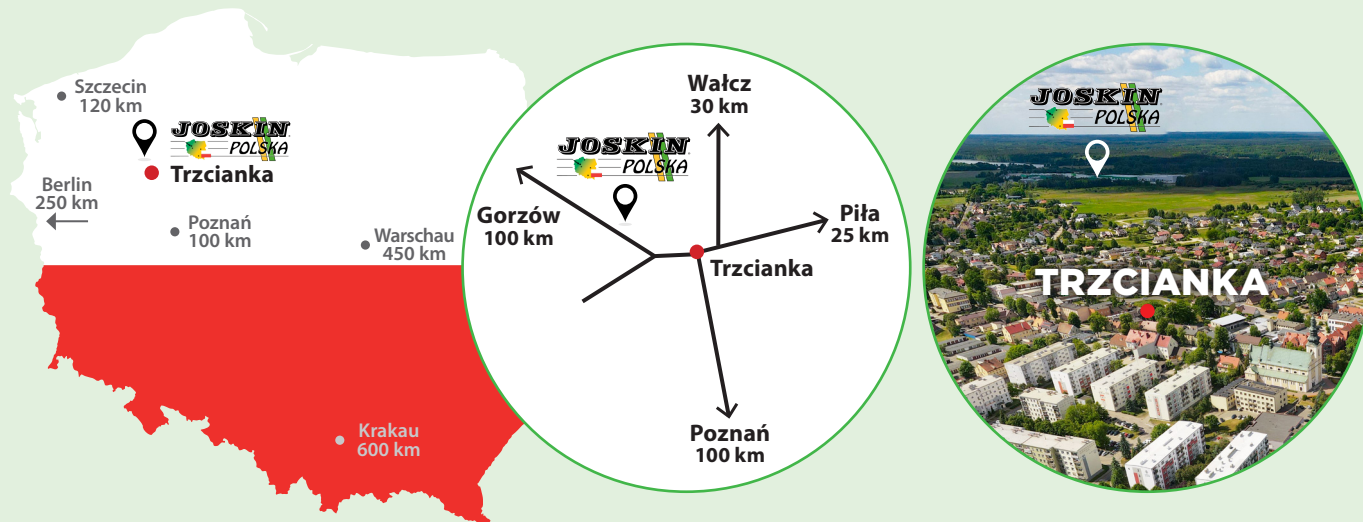 Szczecin
120 km
JOSKIN
POLSKA
Trzcianka
Berlin
250 km
Poznań
100 km
Warschau
450 km
Krakau
600 km
Wałcz
30 km
JOSKIN
POLSKA
Gorzów
100 km
Piła
25 km
Trzcianka
Poznań
100 km
JOSKIN
POLSKA
TRZCIANKA